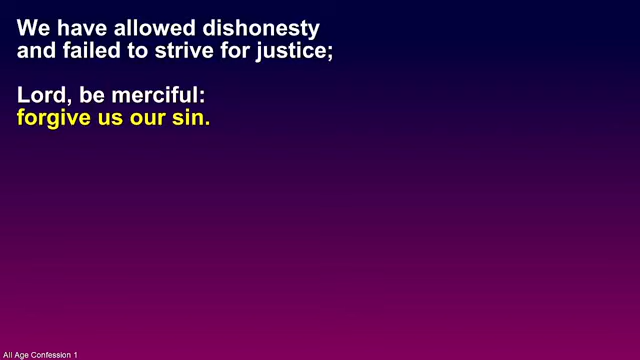 We have allowed dishonesty
and failed to strive for justice;
Lord, be merciful:
forgive us our sin.
All Age Confession 1